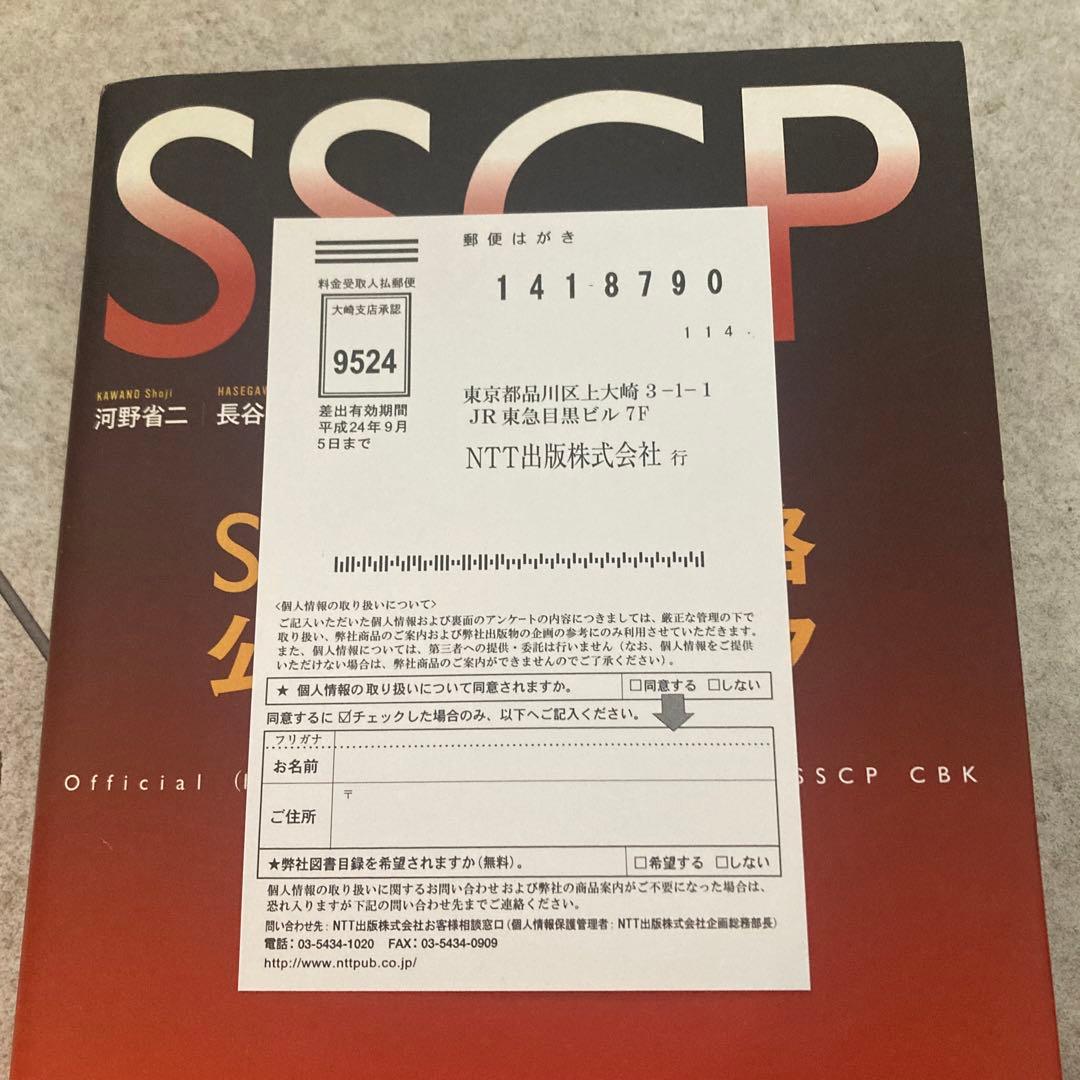 SSCP
KAWANO Shoji
河野省二
長谷
郵便はがき
料金受取人払郵便
大崎支店承認
9524
差出有効期間
平成24年9月
5日まで
141-8790
114
東京都品川区上大崎3-1-1
JR東急目黒ビル7F
NTT出版株式会社 行
〈個人情報の取り扱いについて〉
ご記入いただいた個人情報および裏面のアンケートの内容につきましては、厳正な管理の下で
取り扱い、弊社商品のご案内および弊社出版物の企画の参考にのみ利用させていただきます。
また、個人情報については、第三者への提供・委託は行いません（なお、個人情報をご提供
いただけない場合は、弊社商品のご案内ができませんのでご了承ください）。
★ 個人情報の取り扱いについて同意されますか。 □同意する □しない
同意するに☑チェックした場合のみ、以下へご記入ください。
フリガナ
お名前
ご住所 〒
★弊社図書目録を希望されますか（無料）。 □希望する □しない
個人情報の取り扱いに関するお問い合わせおよび弊社の商品案内がご不要になった場合は、
恐れ入りますが下記の問い合わせ先までご連絡ください。
問い合わせ先：NTT出版株式会社お客様相談窓口（個人情報保護管理者：NTT出版株式会社企画総務部長）
電話：03-5434-1020 FAX：03-5434-0909
http://www.nttpub.co.jp/
Official
SSCP CBK